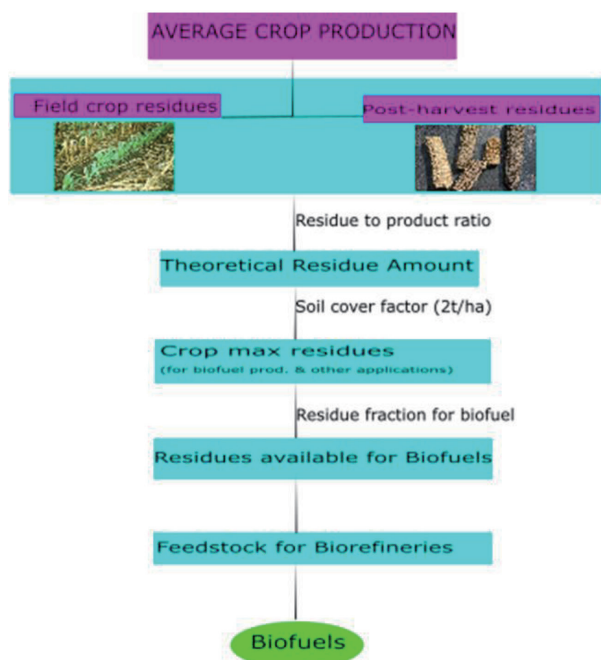 AVERAGE CROP PRODUCTION
Field crop residues
Post-harvest residues
Residue to product ratio
Theoretical Residue Amount
Soil cover factor (2t/ha)
Crop max residues
(for biofuel prod. & other applications)
Residue fraction for biofuel
Residues available for Biofuels
Feedstock for Biorefineries
Biofuels